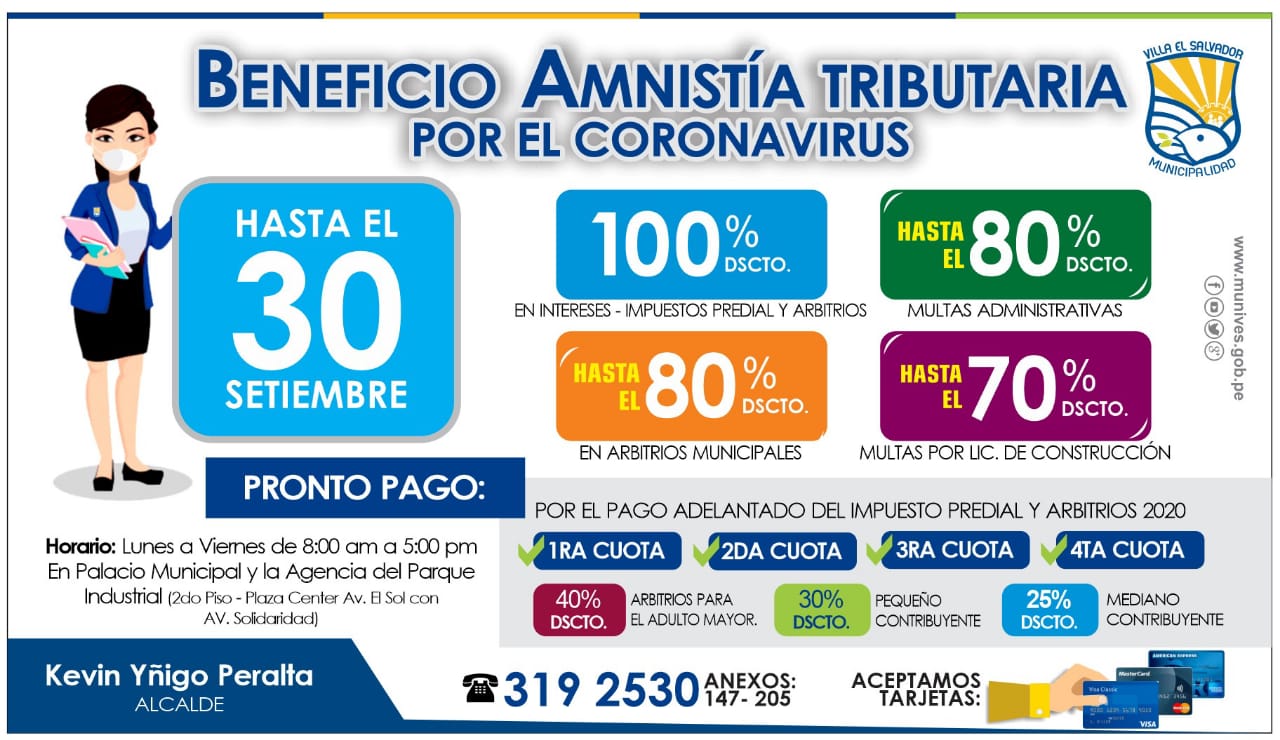 BENEFICIO AMNISTÍA TRIBUTARIA
POR EL CORONAVIRUS
VILLA EL SALVADOR
MUNICIPALIDAD
HASTA EL
30
SETIEMBRE
100% DSCTO.
EN INTERESES - IMPUESTOS PREDIAL Y ARBITRIOS
HASTA EL 80% DSCTO.
MULTAS ADMINISTRATIVAS
HASTA EL 80% DSCTO.
EN ARBITRIOS MUNICIPALES
HASTA EL 70% DSCTO.
MULTAS POR LIC. DE CONSTRUCCIÓN
www.munives.gob.pe
PRONTO PAGO:
POR EL PAGO ADELANTADO DEL IMPUESTO PREDIAL Y ARBITRIOS 2020
1RA CUOTA
2DA CUOTA
3RA CUOTA
4TA CUOTA
40% DSCTO.
ARBITRIOS PARA
EL ADULTO MAYOR.
30% DSCTO.
PEQUEÑO
CONTRIBUYENTE
25% DSCTO.
MEDIANO
CONTRIBUYENTE
Horario: Lunes a Viernes de 8:00 am a 5:00 pm
En Palacio Municipal y la Agencia del Parque
Industrial (2do Piso - Plaza Center Av. El Sol con
AV. Solidaridad)
Kevin Yñigo Peralta
ALCALDE
319 2530
ANEXOS:
147- 205
ACEPTAMOS
TARJETAS:
AMERICAN EXPRESS
MasterCard
Visa Classic
VISA